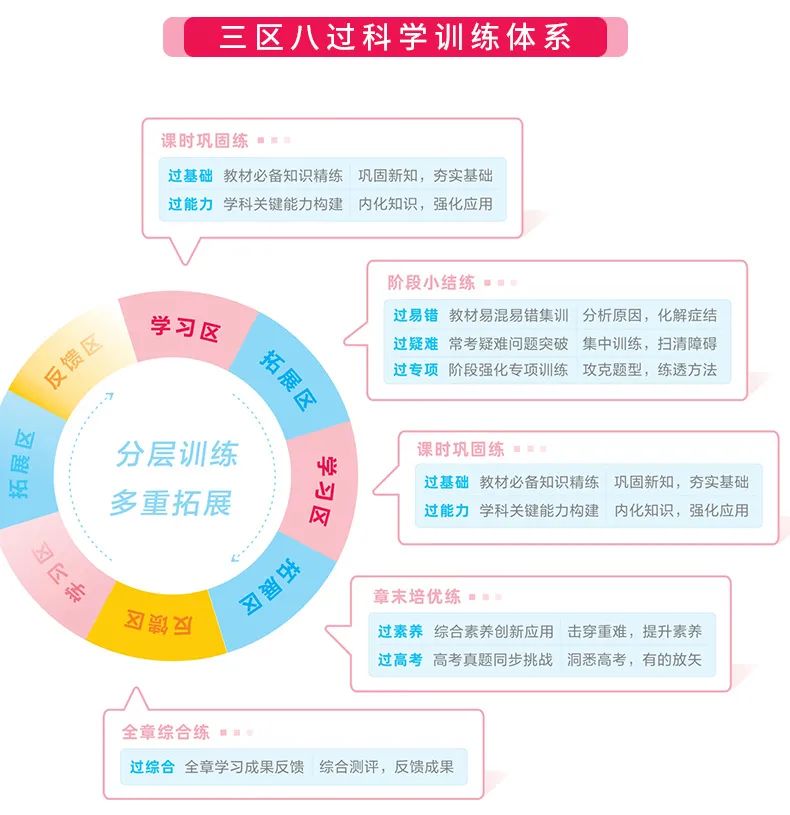 三区八过科学训练体系
课时巩固练
过基础 教材必备知识精练 巩固新知，夯实基础
过能力 学科关键能力构建 内化知识，强化应用
阶段小结练
过易错 教材易混易错集训 分析原因，化解症结
过疑难 常考疑难问题突破 集中训练，扫清障碍
过专项 阶段强化专项训练 攻克题型，练透方法
学习区
拓展区
学习区
拓展区
反馈区
学习区
拓展区
反馈区
分层训练
多重拓展
课时巩固练
过基础 教材必备知识精练 巩固新知，夯实基础
过能力 学科关键能力构建 内化知识，强化应用
章末培优练
过素养 综合素养创新应用 击穿重难，提升素养
过高考 高考真题同步挑战 洞悉高考，有的放矢
全章综合练
过综合 全章学习成果反馈 综合测评，反馈成果